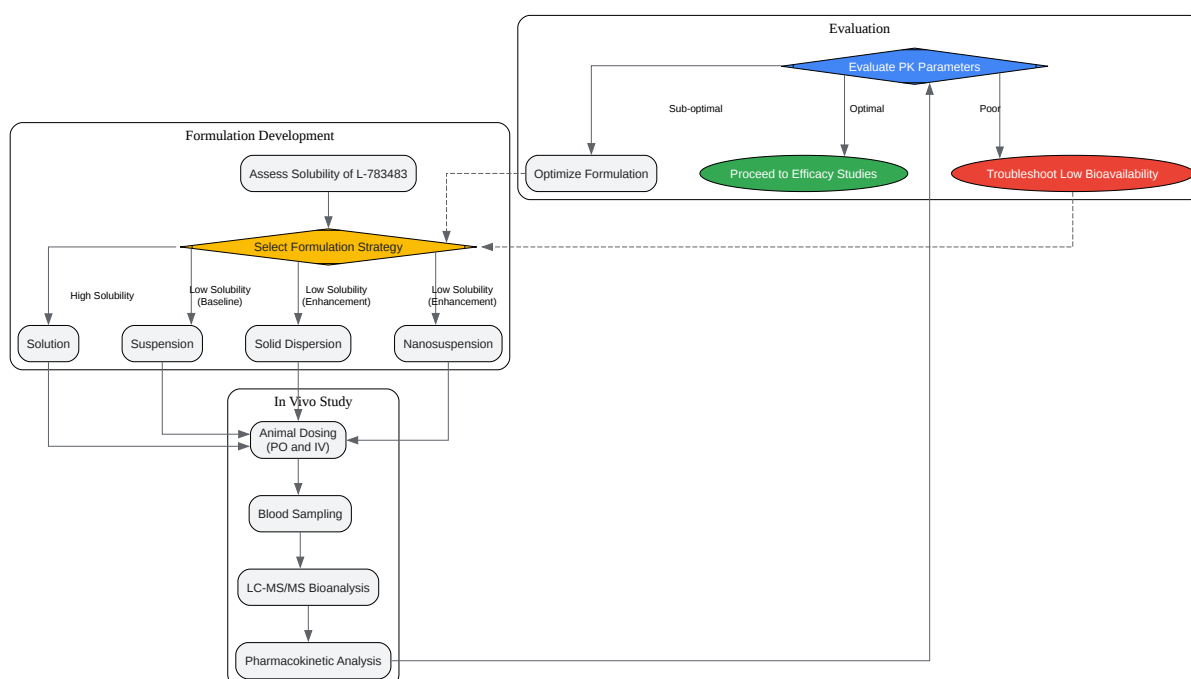 Evaluation
Evaluate PK Parameters
Sub-optimal
Optimal
Poor
Optimize Formulation
Proceed to Efficacy Studies
Troubleshoot Low Bioavailability
Formulation Development
Assess Solubility of L-783483
Select Formulation Strategy
High Solubility
Low Solubility
(Baseline)
Low Solubility
(Enhancement)
Low Solubility
(Enhancement)
Solution
Suspension
Solid Dispersion
Nanosuspension
In Vivo Study
Animal Dosing
(PO and IV)
Blood Sampling
LC-MS/MS Bioanalysis
Pharmacokinetic Analysis